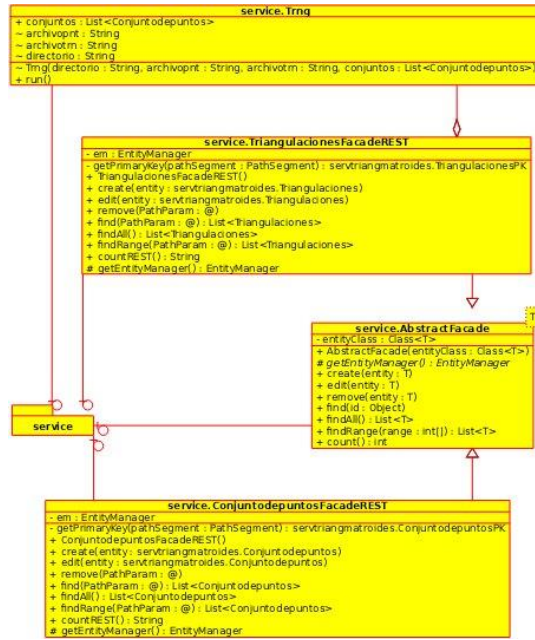 service.Trng
+ conjuntos : List<Conjuntodepuntos>
~ archivopnt : String
~ archivotrn : String
~ directorio : String
~ Trng(directorio : String, archivopnt : String, archivotrn : String, conjuntos : List<Conjuntodepuntos>)
+ run()
service.TriangulacionesFacadeREST
- em : EntityManager
- getPrimaryKey(pathSegment : PathSegment) : servtriangmatroides.TriangulacionesPK
+ TriangulacionesFacadeREST()
+ create(entity : servtriangmatroides.Triangulaciones)
+ edit(entity : servtriangmatroides.Triangulaciones)
+ remove(PathParam : @)
+ find(PathParam : @) : List<Triangulaciones>
+ findAll() : List<Triangulaciones>
+ findRange(PathParam : @) : List<Triangulaciones>
+ countREST() : String
# getEntityManager() : EntityManager
T
service.AbstractFacade
- entityClass : Class<T>
+ AbstractFacade(entityClass : Class<T>)
# getEntityManager() : EntityManager
+ create(entity : T)
+ edit(entity : T)
+ remove(entity : T)
+ find(id : Object)
+ findAll() : List<T>
+ findRange(range : int[]) : List<T>
+ count() : int
service
service.ConjuntodepuntosFacadeREST
- em : EntityManager
- getPrimaryKey(pathSegment : PathSegment) : servtriangmatroides.ConjuntodepuntosPK
+ ConjuntodepuntosFacadeREST()
+ create(entity : servtriangmatroides.Conjuntodepuntos)
+ edit(entity : servtriangmatroides.Conjuntodepuntos)
+ remove(PathParam : @)
+ find(PathParam : @) : List<Conjuntodepuntos>
+ findAll() : List<Conjuntodepuntos>
+ findRange(PathParam : @) : List<Conjuntodepuntos>
+ countREST() : String
# getEntityManager() : EntityManager